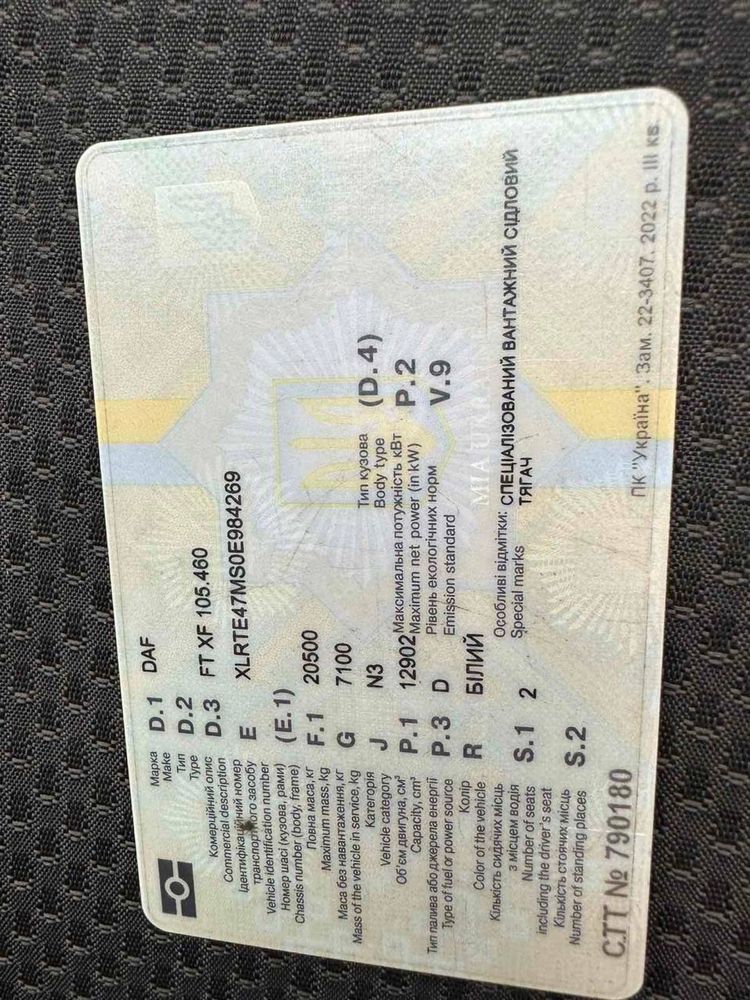 Марка D.1 DAF
Make
Тип D.2
Type
Комерційний опис D.3 FT XF 105.460
Commercial description
Ідентифікаційний номер E XLRTE47MS0E984269
транспортного засобу
Vehicle identification number
Номер шасі (кузова, рами) (E.1)
Chassis number (body, frame)
Повна маса, кг F.1 20500
Maximum mass, kg
Маса без навантаження, кг G 7100
Mass of the vehicle in service, kg
Категорія J N3 Тип кузова (D.4)
Vehicle category Body type
Об'єм двигуна, см³ P.1 12902 Максимальна потужність кВт P.2
Capacity, cm³ Maximum net power (in kW)
Тип палива або джерела енергії P.3 D Рівень екологічних норм V.9
Type of fuel or power source Emission standard
Колір R БІЛИЙ
Color of the vehicle
Кількість сидячих місць S.1 2 Особливі відмітки: СПЕЦІАЛІЗОВАНИЙ ВАНТАЖНИЙ СІДЛОВИЙ
з місцем водія Special marks ТЯГАЧ
Number of seats
including the driver's seat
Кількість стоячих місць S.2
Number of standing places
СТТ № 790180 ПК "Україна". Зам. 22-3407. 2022 р. III кв.